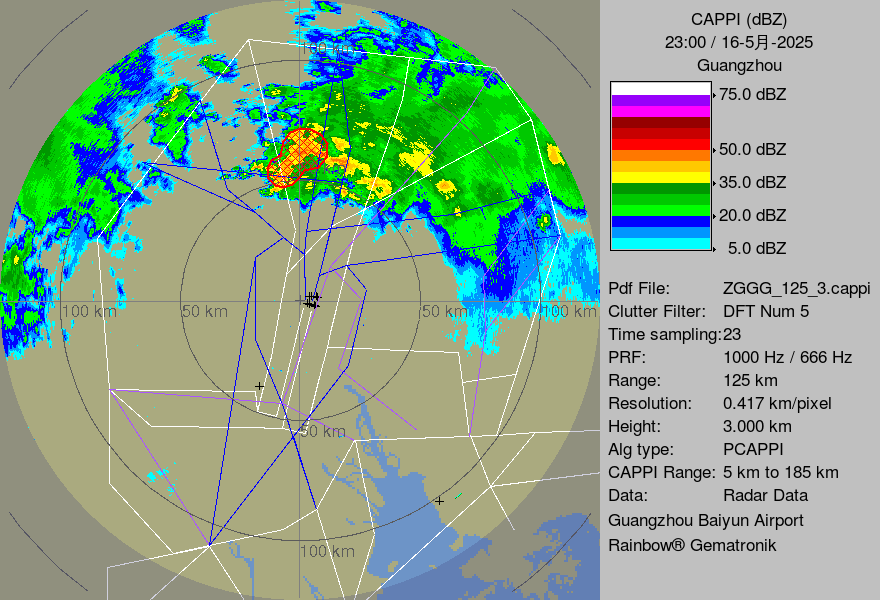 CAPPI (dBZ)
23:00 / 16-5月-2025
Guangzhou
75.0 dBZ
50.0 dBZ
35.0 dBZ
20.0 dBZ
5.0 dBZ
Pdf File: ZGGG_125_3.cappi
Clutter Filter: DFT Num 5
Time sampling:23
PRF: 1000 Hz / 666 Hz
Range: 125 km
Resolution: 0.417 km/pixel
Height: 3.000 km
Alg type: PCAPPI
CAPPI Range: 5 km to 185 km
Data: Radar Data
Guangzhou Baiyun Airport
Rainbow® Gematronik
100 km
100 km
50 km
50 km
100 km
50 km
100 km